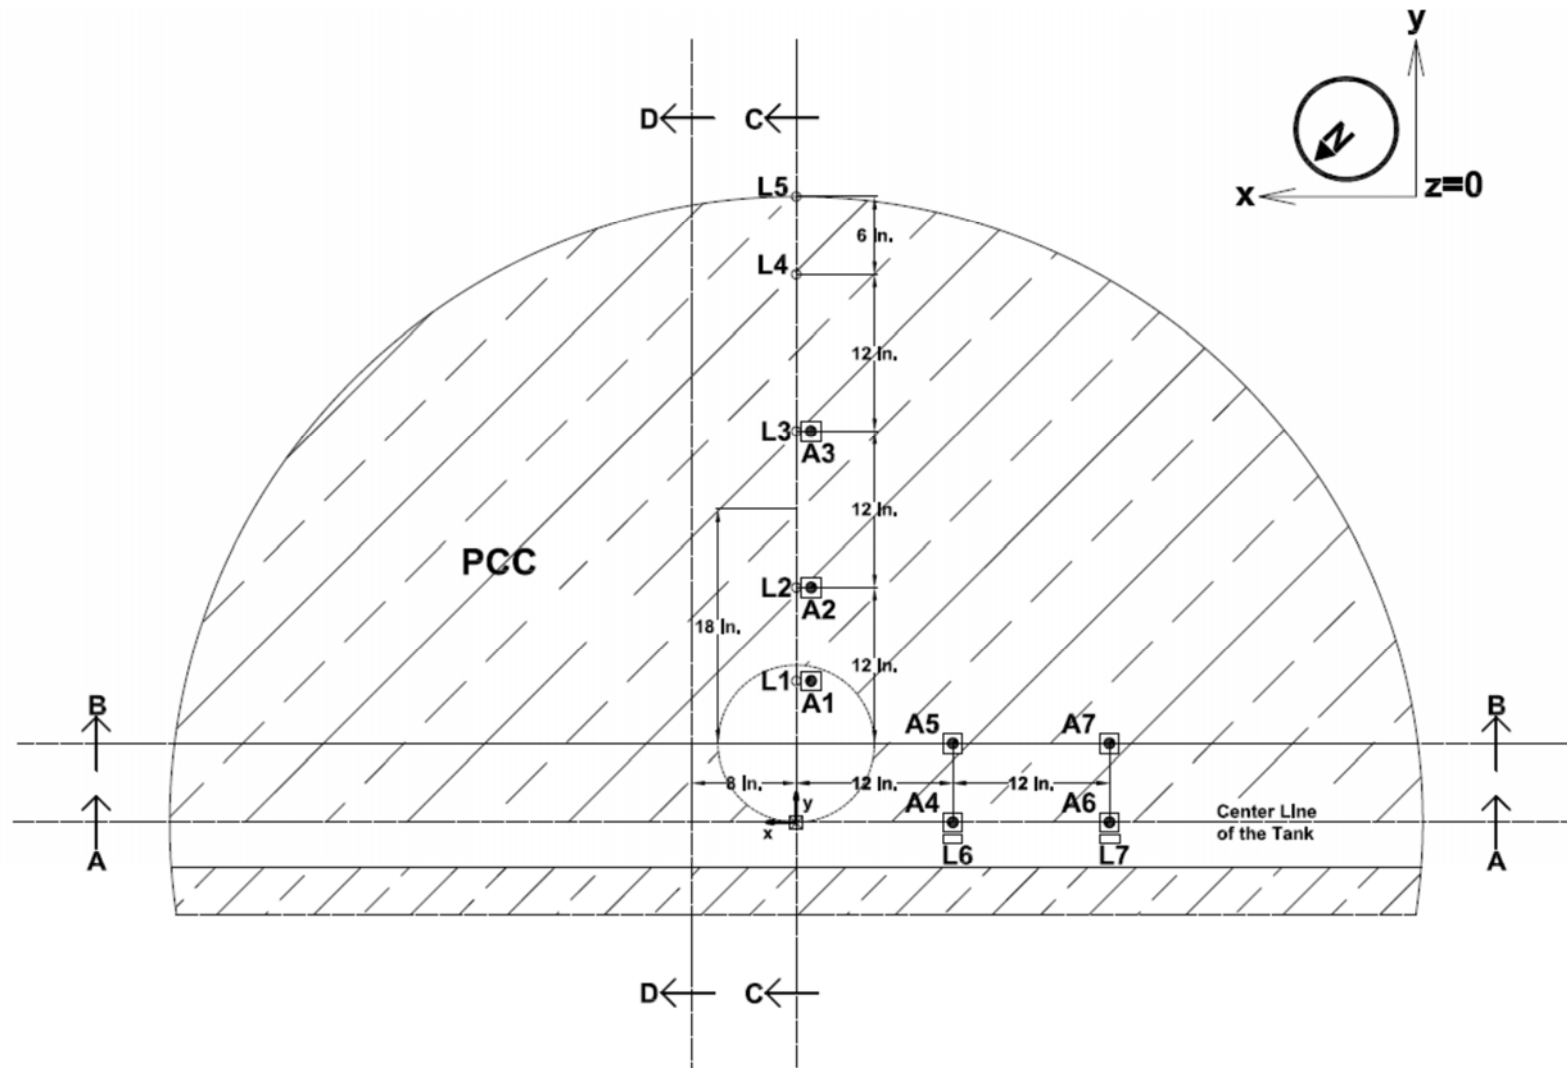 y
N
x
z=0
D
C
L5
6 In.
L4
12 In.
L3
A3
12 In.
PCC
L2
A2
18 In.
12 In.
L1
A1
B
B
A5
A7
8 In.
12 In.
12 In.
y
A4
A6
Center Line
of the Tank
x
A
A
L6
L7
D
C